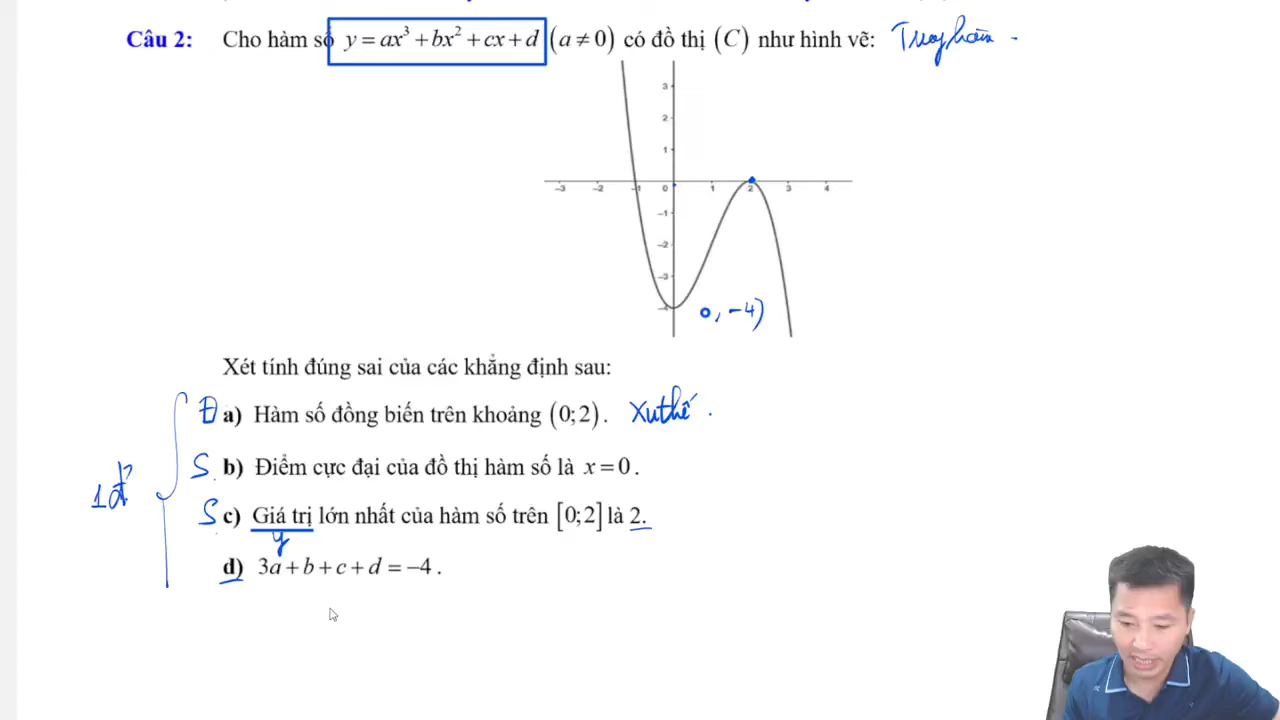 Câu 2: Cho hàm số y = ax³ + bx² + cx + d (a ≠ 0) có đồ thị (C) như hình vẽ:
3
2
1
−3 −2 −1 0 1 2 3 4
−1
−2
−3
−4
0, −4)
Xét tính đúng sai của các khẳng định sau:
Đ a) Hàm số đồng biến trên khoảng (0;2). Xu thế.
S. b) Điểm cực đại của đồ thị hàm số là x = 0.
1đ
S c) Giá trị lớn nhất của hàm số trên [0;2] là 2.
y
d) 3a + b + c + d = −4.